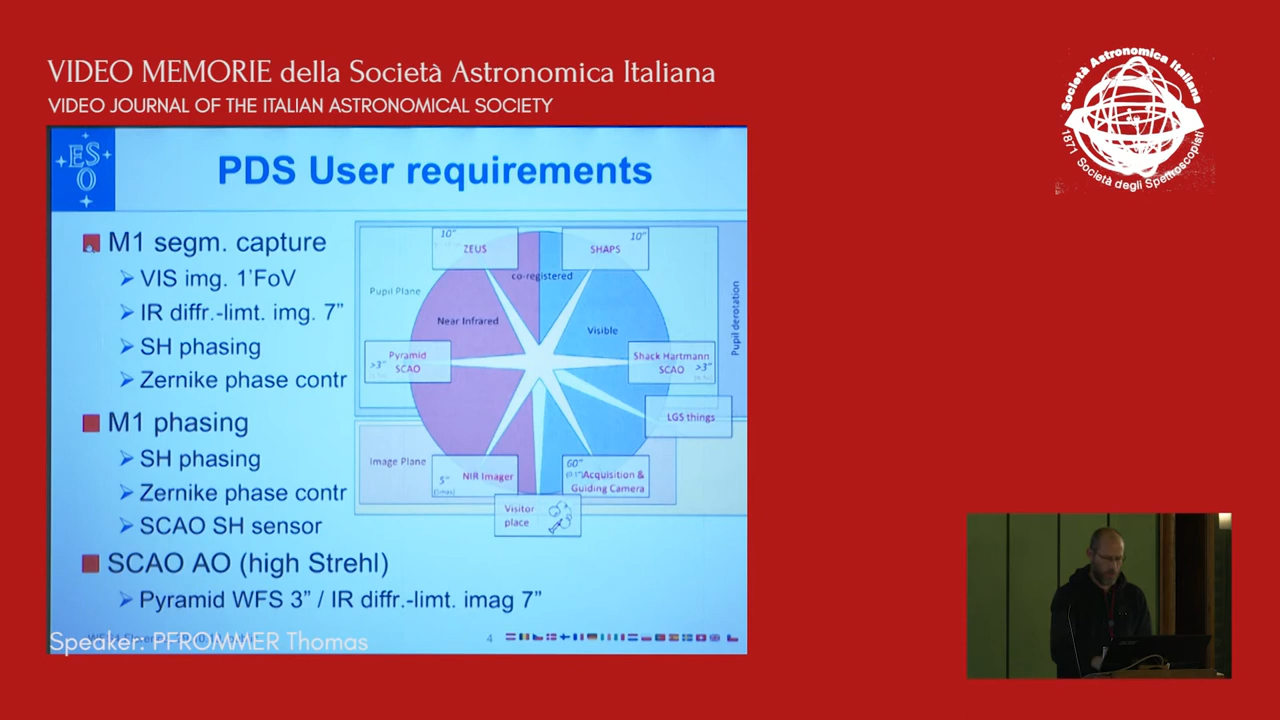 VIDEO MEMORIE della Società Astronomica Italiana
VIDEO JOURNAL OF THE ITALIAN ASTRONOMICAL SOCIETY
Società Astronomica Italiana
1871 Società degli Spettroscopisti
ESO
PDS User requirements
M1 segm. capture
VIS img. 1'FoV
IR diffr.-limt. img. 7"
SH phasing
Zernike phase contr
M1 phasing
SH phasing
Zernike phase contr
SCAO SH sensor
SCAO AO (high Strehl)
Pyramid WFS 3" / IR diffr.-limt. imag 7"
10"
ZEUS
10"
SHAPS
co-registered
Pupil Plane
Near Infrared
Visible
Pupil derotation
Pyramid
>3" SCAO
Shack Hartmann
SCAO >3"
LGS things
Image Plane
NIR Imager
5"
60"
Acquisition &
Guiding Camera
Visitor
place
4
Speaker: PFROMMER Thomas